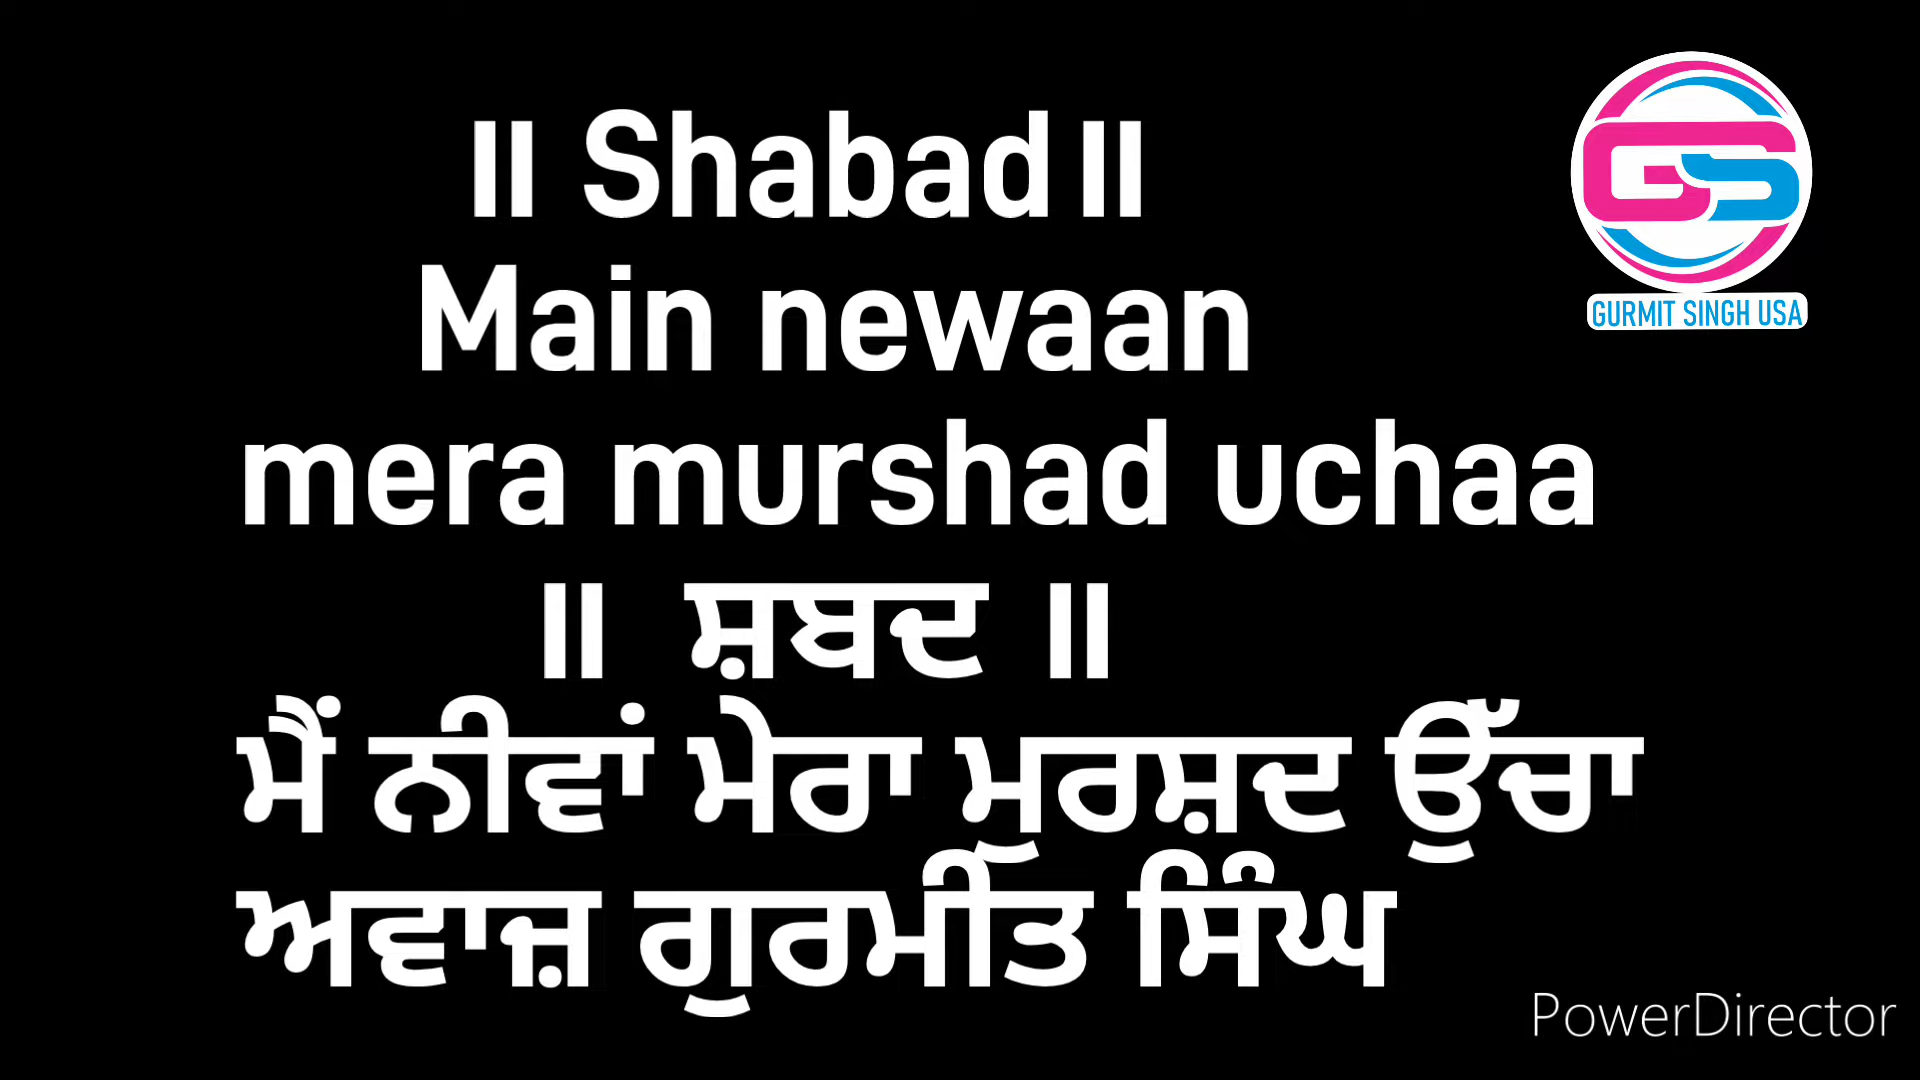 ॥ Shabad॥
GS
GURMIT SINGH USA
Main newaan
mera murshad uchaa
॥ ਸ਼ਬਦ ॥
ਮੈਂ ਨੀਵਾਂ ਮੇਰਾ ਮੁਰਸ਼ਦ ਉੱਚਾ
ਅਵਾਜ਼ ਗੁਰਮੀਤ ਸਿੰਘ
PowerDirector